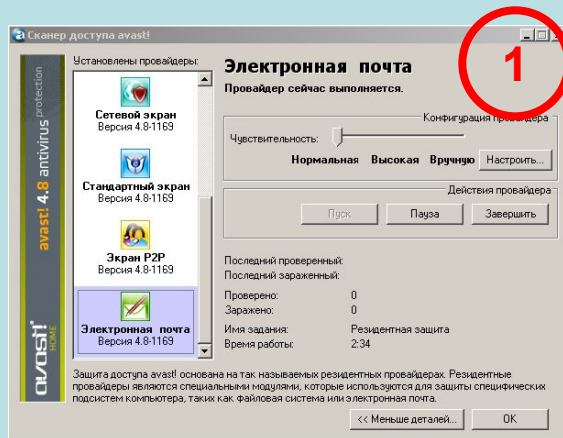 Сканер доступа avast!
1
avast! 4.8 antivirus protection
avast! HOME
Установлены провайдеры:
Сетевой экран
Версия 4.8-1169
Стандартный экран
Версия 4.8-1169
Экран P2P
Версия 4.8-1169
Электронная почта
Версия 4.8-1169
Электронная почта
Провайдер сейчас выполняется.
Конфигурация провайдера
Чувствительность:
Нормальная Высокая Вручную Настроить...
Действия провайдера
Пуск Пауза Завершить
Последний проверенный:
Последний зараженный:
Проверено: 0
Заражено: 0
Имя задания: Резидентная защита
Время работы: 2:34
Защита доступа avast! основана на так называемых резидентных провайдерах. Резидентные
провайдеры являются специальными модулями, которые используются для защиты специфических
подсистем компьютера, таких как файловая система или электронная почта.
<< Меньше деталей... OK